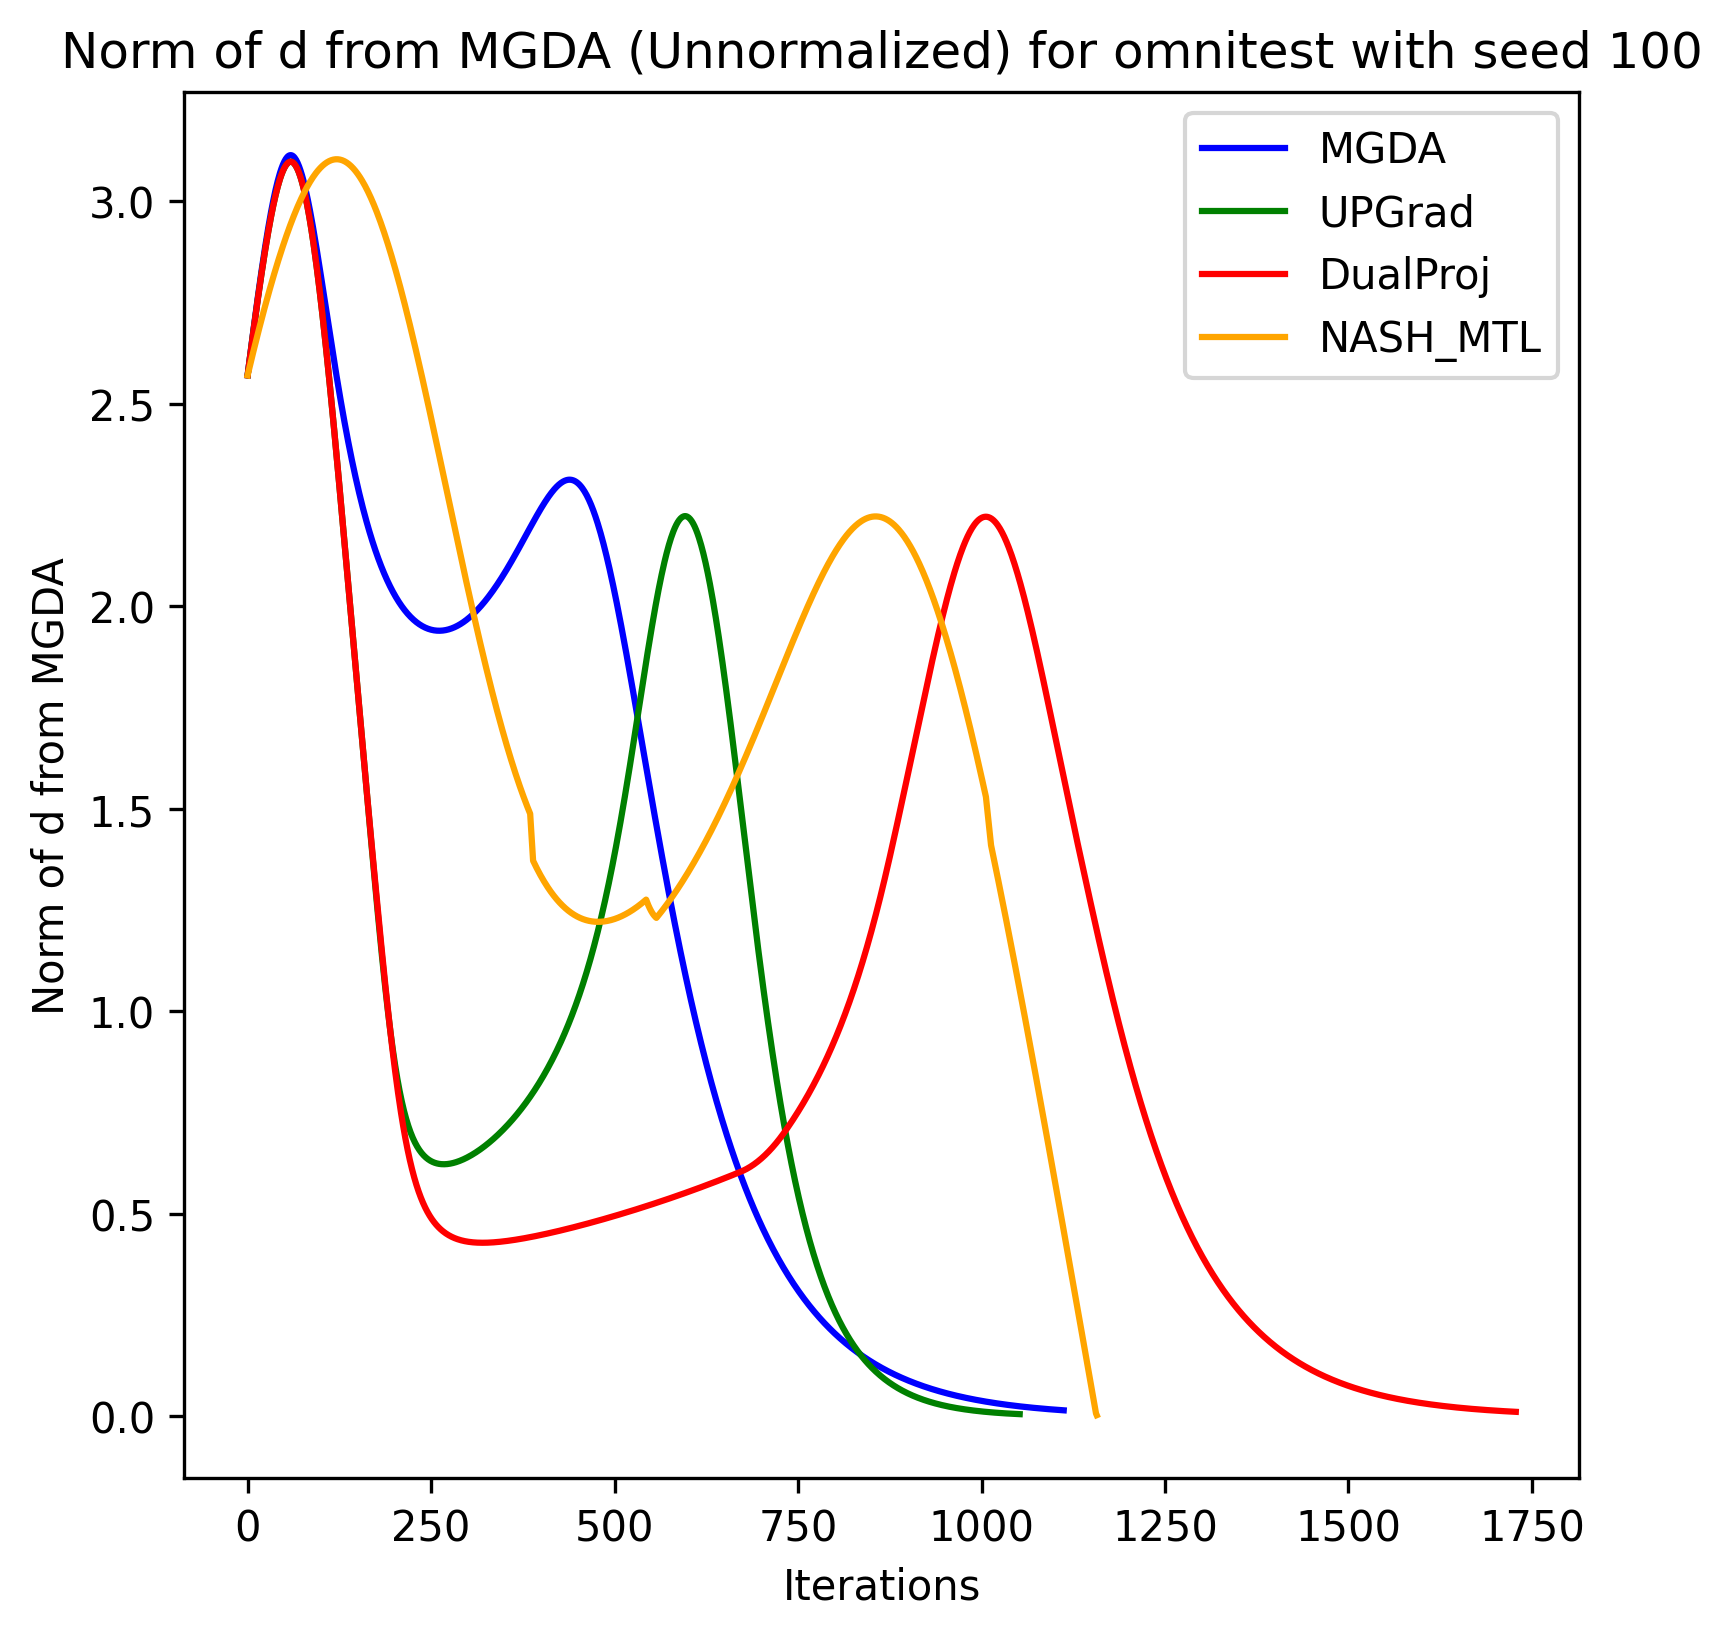 Norm of d from MGDA (Unnormalized) for omnitest with seed 100
MGDA
UPGrad
DualProj
NASH_MTL
Norm of d from MGDA
3.0
2.5
2.0
1.5
1.0
0.5
0.0
0 250 500 750 1000 1250 1500 1750
Iterations